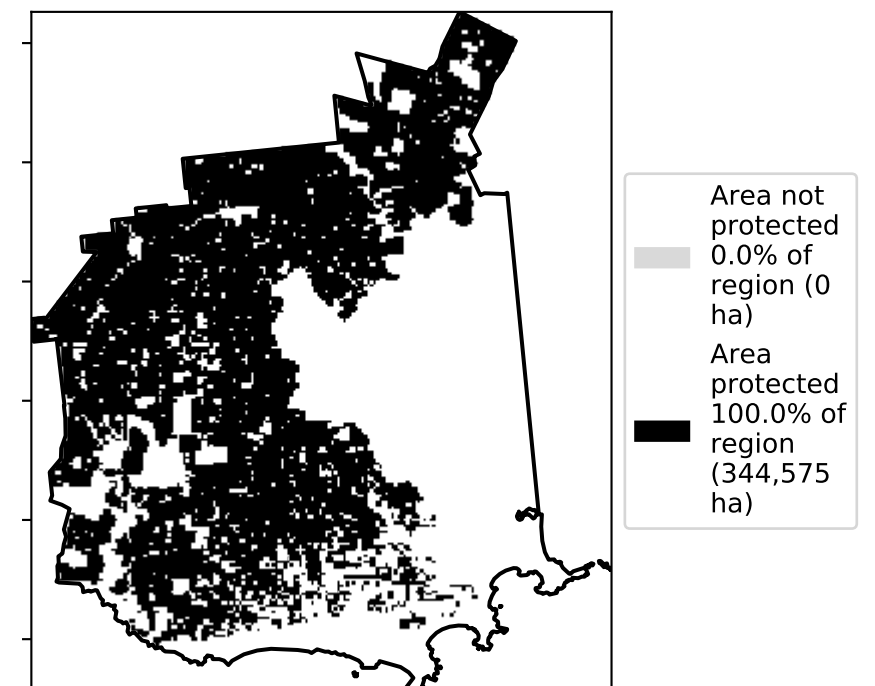 Area not
protected
0.0% of
region (0
ha)
Area
protected
100.0% of
region
(344,575
ha)